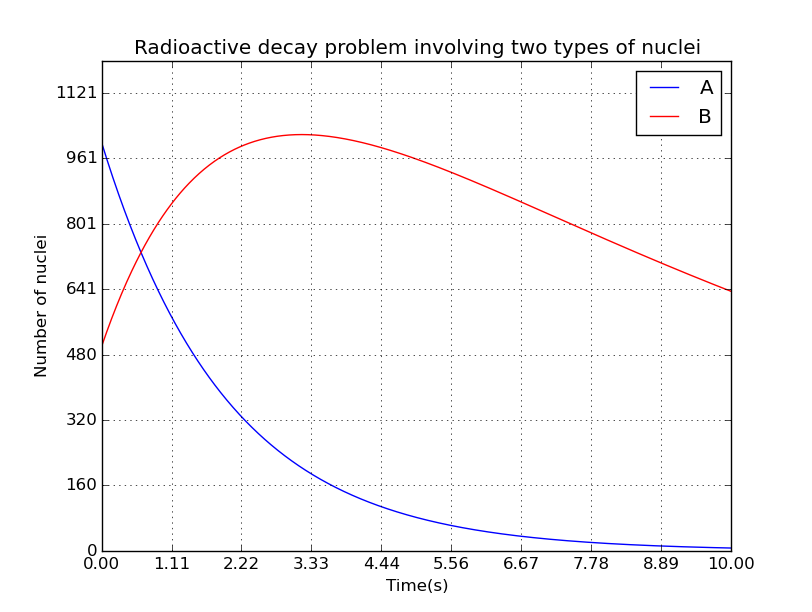 Radioactive decay problem involving two types of nuclei
A
B
1121
961
801
641
480
320
160
0
Number of nuclei
0.00 1.11 2.22 3.33 4.44 5.56 6.67 7.78 8.89 10.00
Time(s)